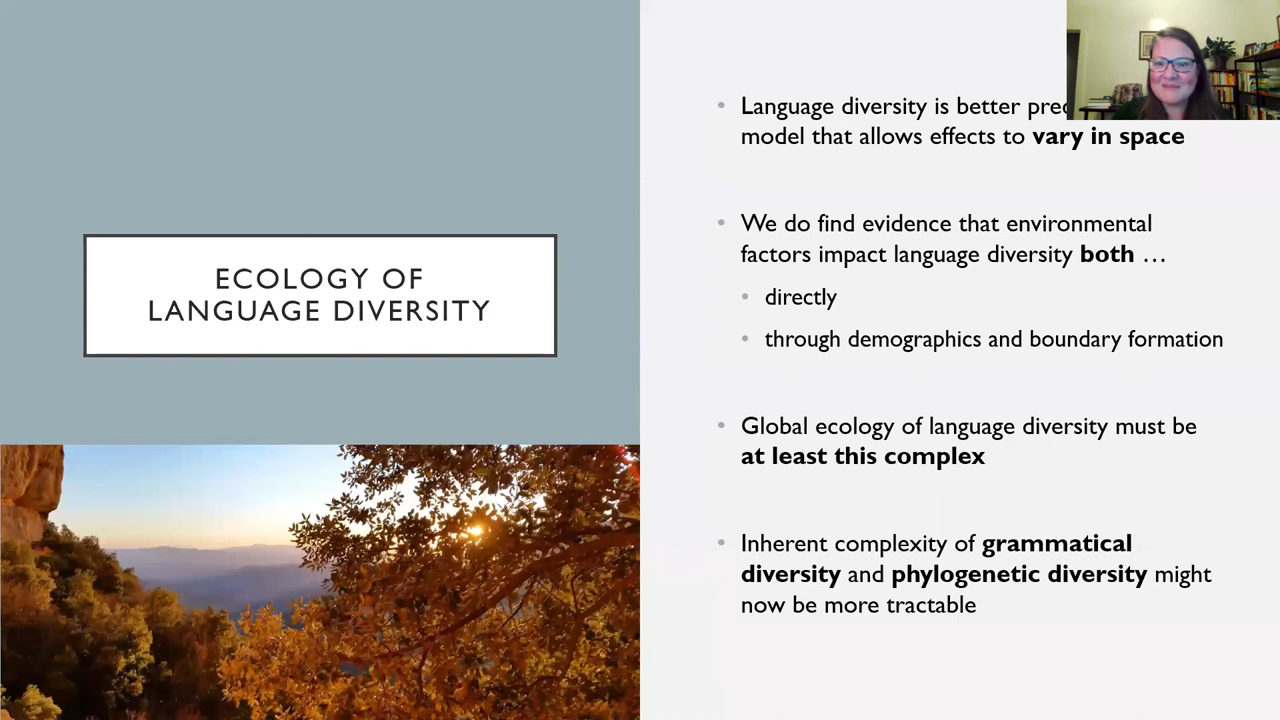 ECOLOGY OF
LANGUAGE DIVERSITY
Language diversity is better
model that allows effects to vary in space
We do find evidence that environmental
factors impact language diversity both …
directly
through demographics and boundary formation
Global ecology of language diversity must be
at least this complex
Inherent complexity of grammatical
diversity and phylogenetic diversity might
now be more tractable